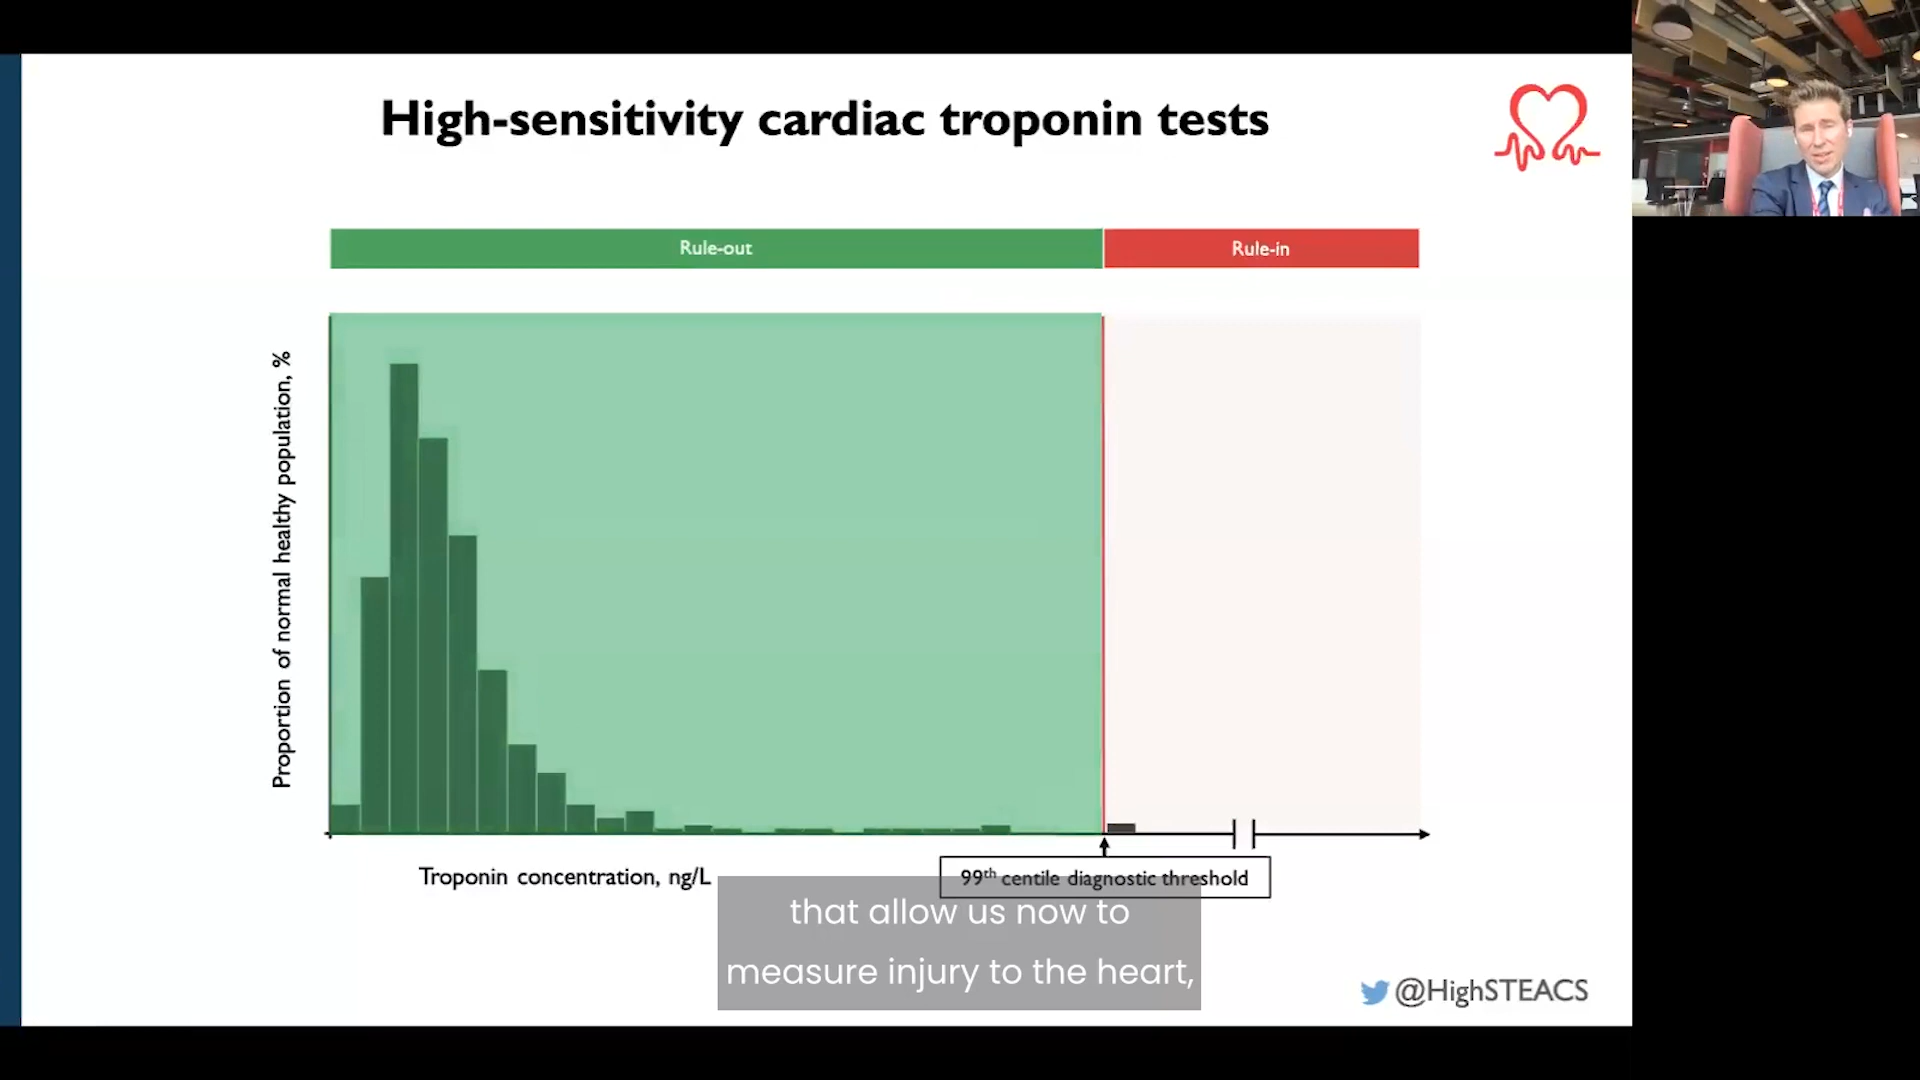 High-sensitivity cardiac troponin tests
Rule-out
Rule-in
Proportion of normal healthy population, %
Troponin concentration, ng/L
99th centile diagnostic threshold
that allow us now to
measure injury to the heart,
@HighSTEACS